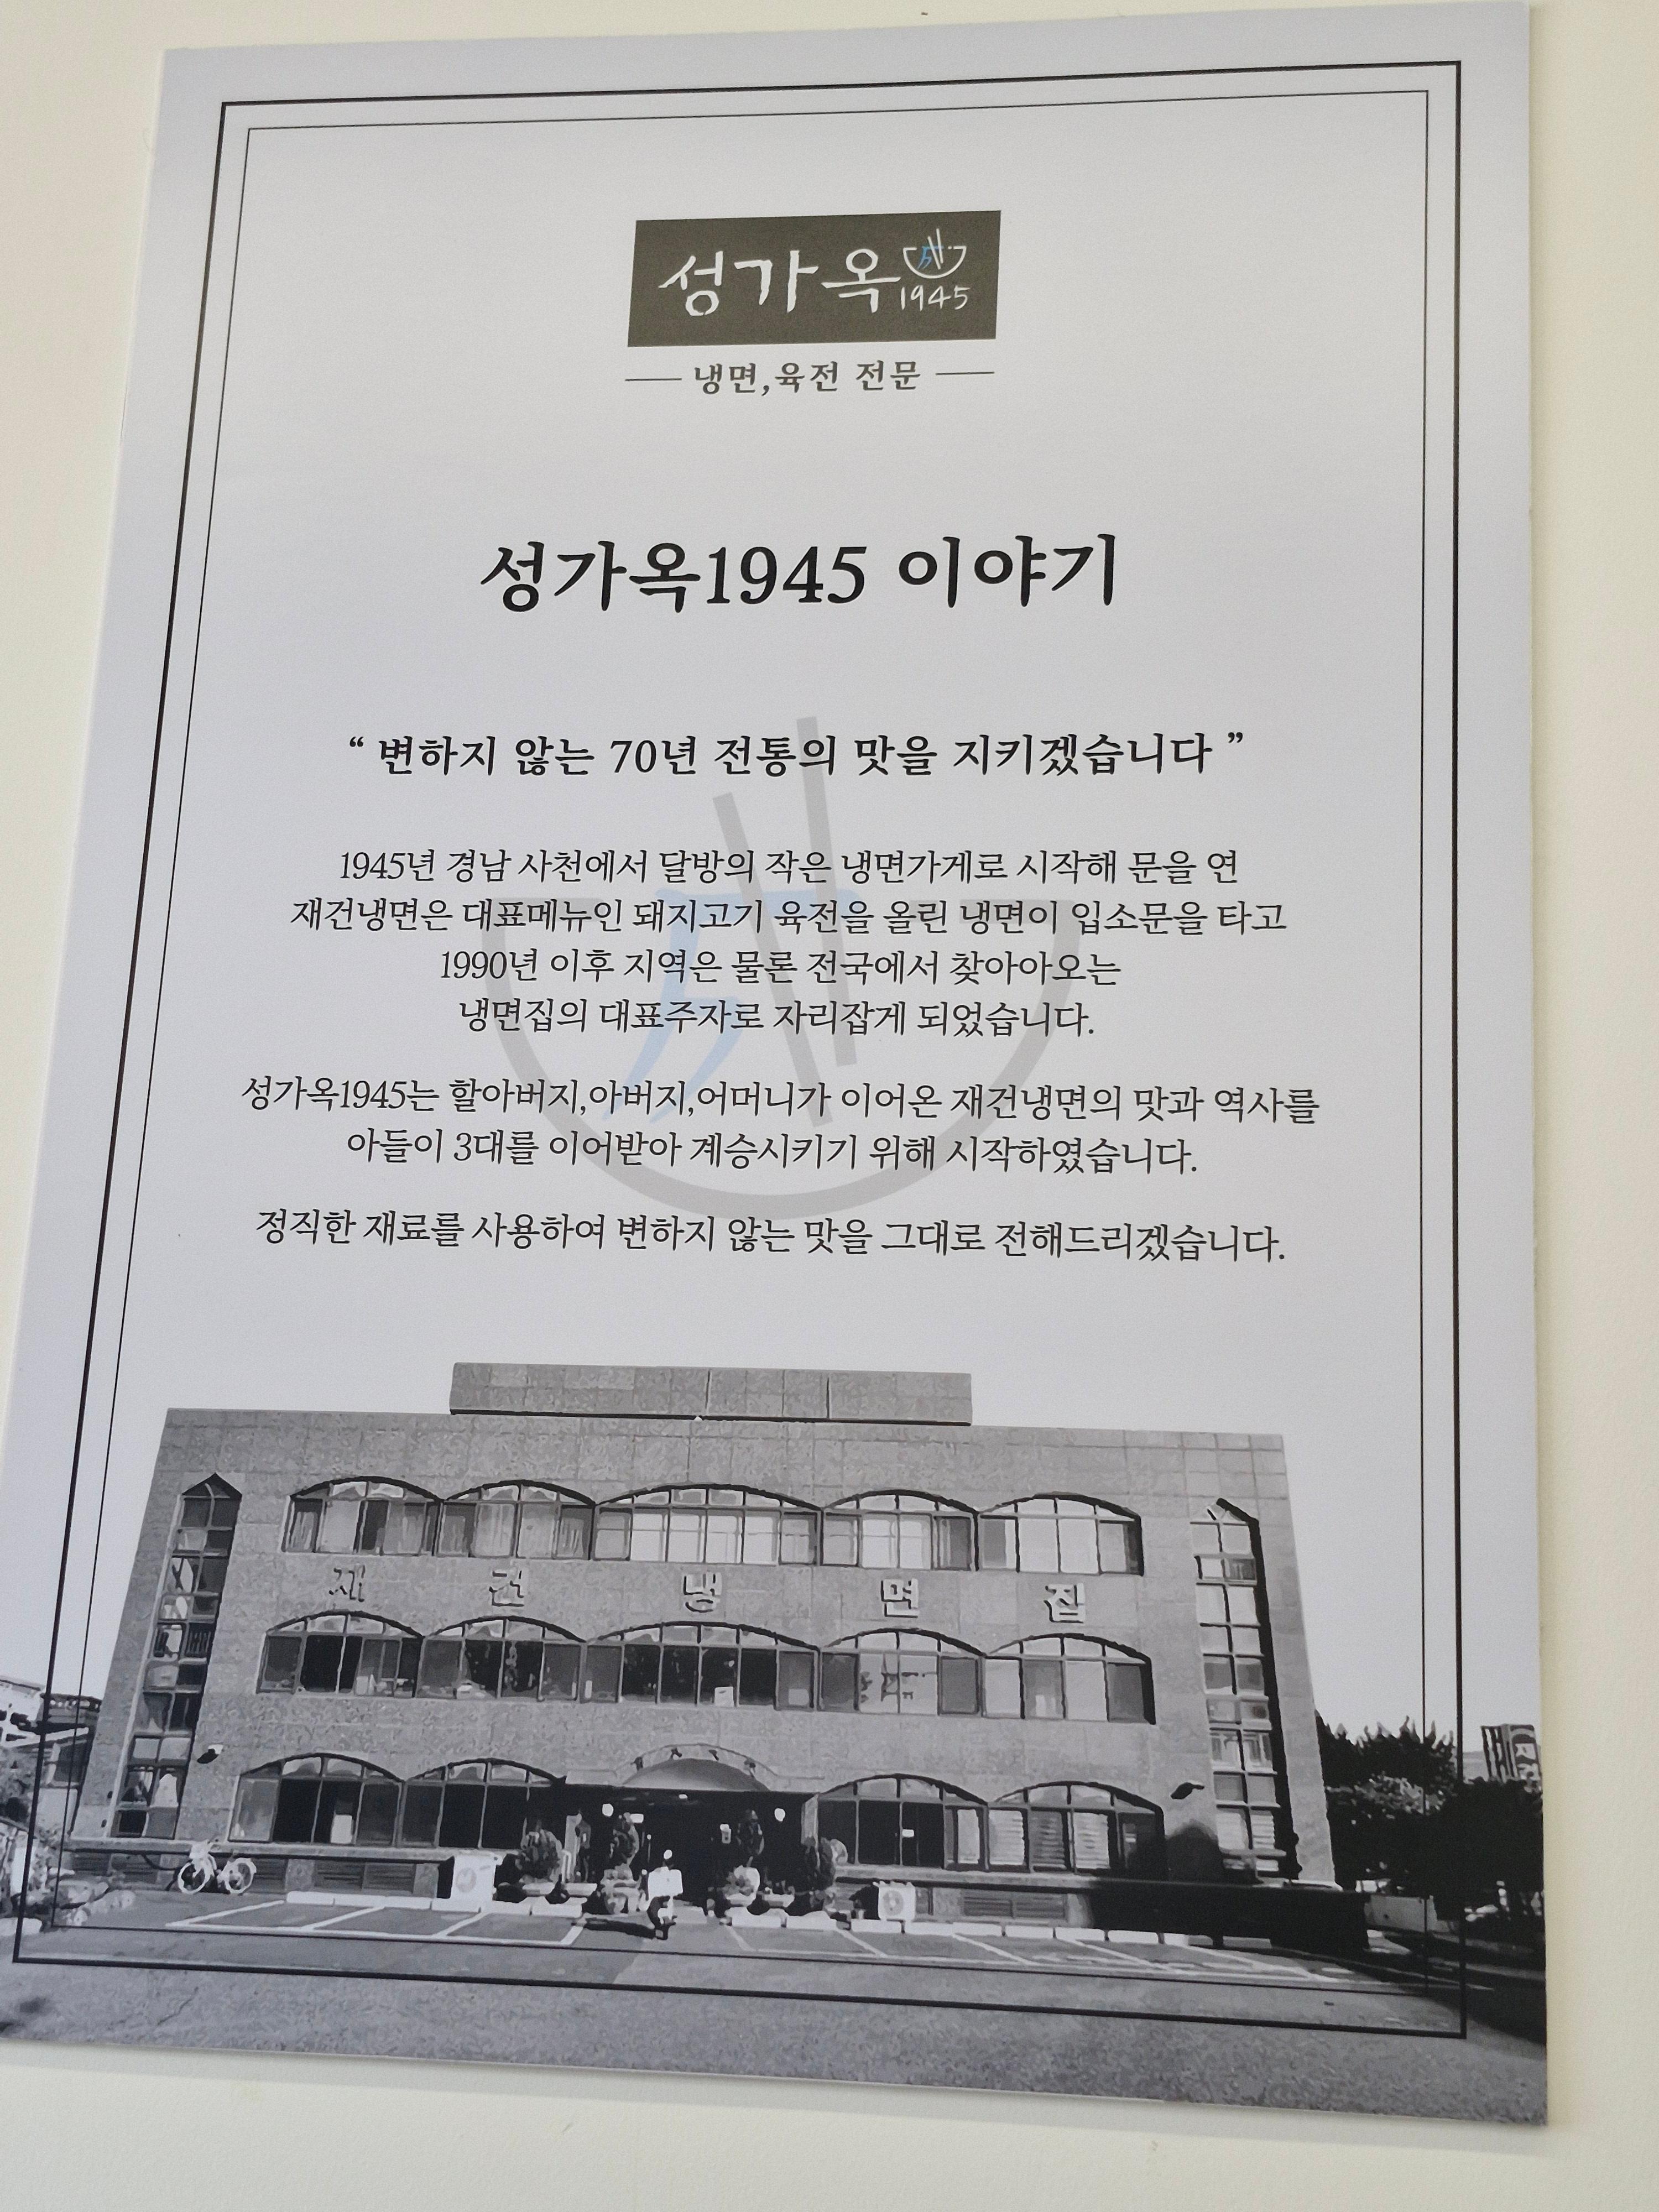 성가옥
1945
냉면,육전 전문
성가옥1945 이야기
“ 변하지 않는 70년 전통의 맛을 지키겠습니다 ”
1945년 경남 사천에서 달방의 작은 냉면가게로 시작해 문을 연
재건냉면은 대표메뉴인 돼지고기 육전을 올린 냉면이 입소문을 타고
1990년 이후 지역은 물론 전국에서 찾아아오는
냉면집의 대표주자로 자리잡게 되었습니다.
성가옥1945는 할아버지,아버지,어머니가 이어온 재건냉면의 맛과 역사를
아들이 3대를 이어받아 계승시키기 위해 시작하였습니다.
정직한 재료를 사용하여 변하지 않는 맛을 그대로 전해드리겠습니다.
재 건 냉 면 집